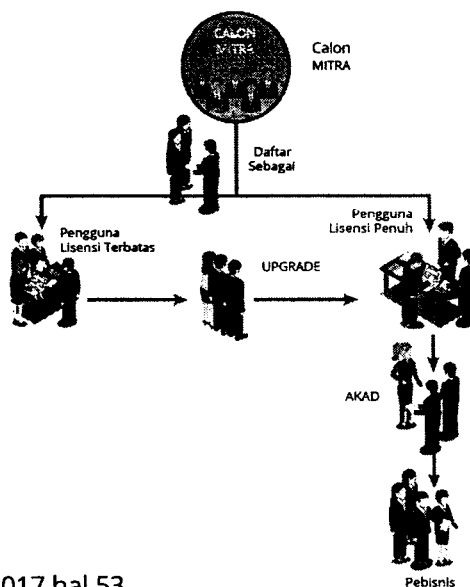 CALON
MITRA
Calon
MITRA
Daftar
Sebagai
Pengguna
Lisensi Terbatas
Pengguna
Lisensi Penuh
UPGRADE
AKAD
Pebisnis
017 hal 53